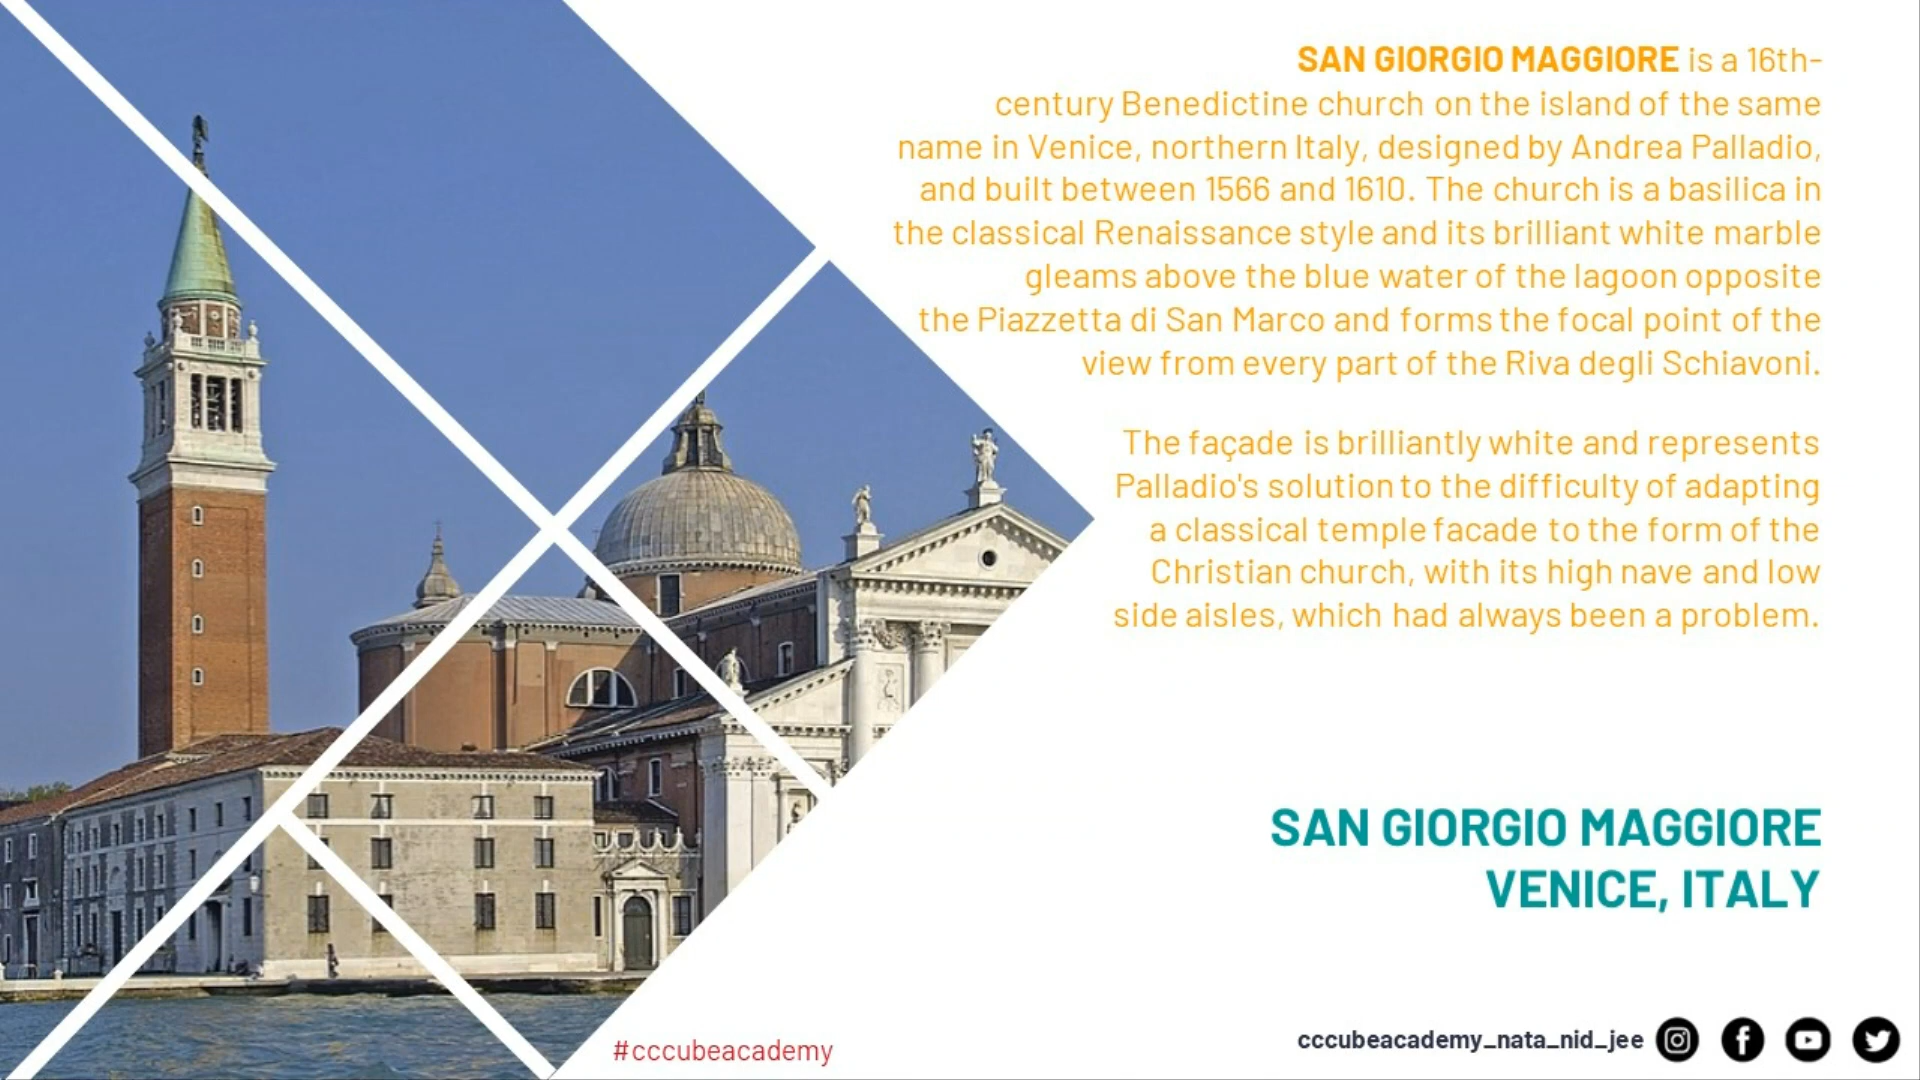 SAN GIORGIO MAGGIORE is a 16th-
century Benedictine church on the island of the same
name in Venice, northern Italy, designed by Andrea Palladio,
and built between 1566 and 1610. The church is a basilica in
the classical Renaissance style and its brilliant white marble
gleams above the blue water of the lagoon opposite
the Piazzetta di San Marco and forms the focal point of the
view from every part of the Riva degli Schiavoni.
The façade is brilliantly white and represents
Palladio's solution to the difficulty of adapting
a classical temple facade to the form of the
Christian church, with its high nave and low
side aisles, which had always been a problem.
SAN GIORGIO MAGGIORE
VENICE, ITALY
#cccubeacademy
cccubeacademy_nata_nid_jee